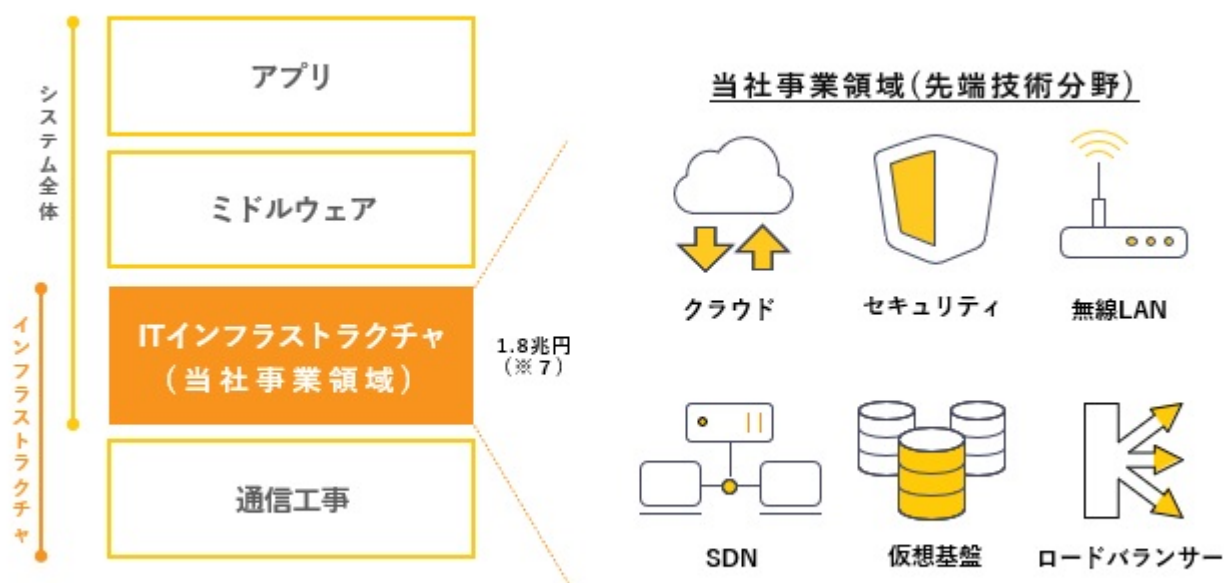 システム全体
インフラストラクチャ
アプリ
ミドルウェア
ITインフラストラクチャ
(当社事業領域)
通信工事
1.8兆円
(※7)
当社事業領域(先端技術分野)
クラウド
セキュリティ
無線LAN
SDN
仮想基盤
ロードバランサー